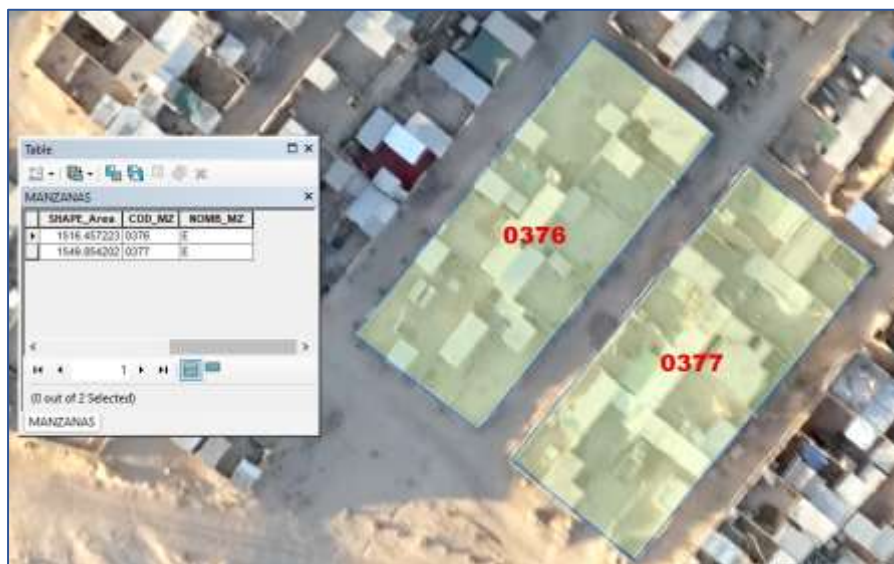 Table
MANZANAS
SHAPE_Area COD_MZ NOMB_MZ
1516.457223 0376 E
1549.854202 0377 E
1
(0 out of 2 Selected)
MANZANAS
0376
0377